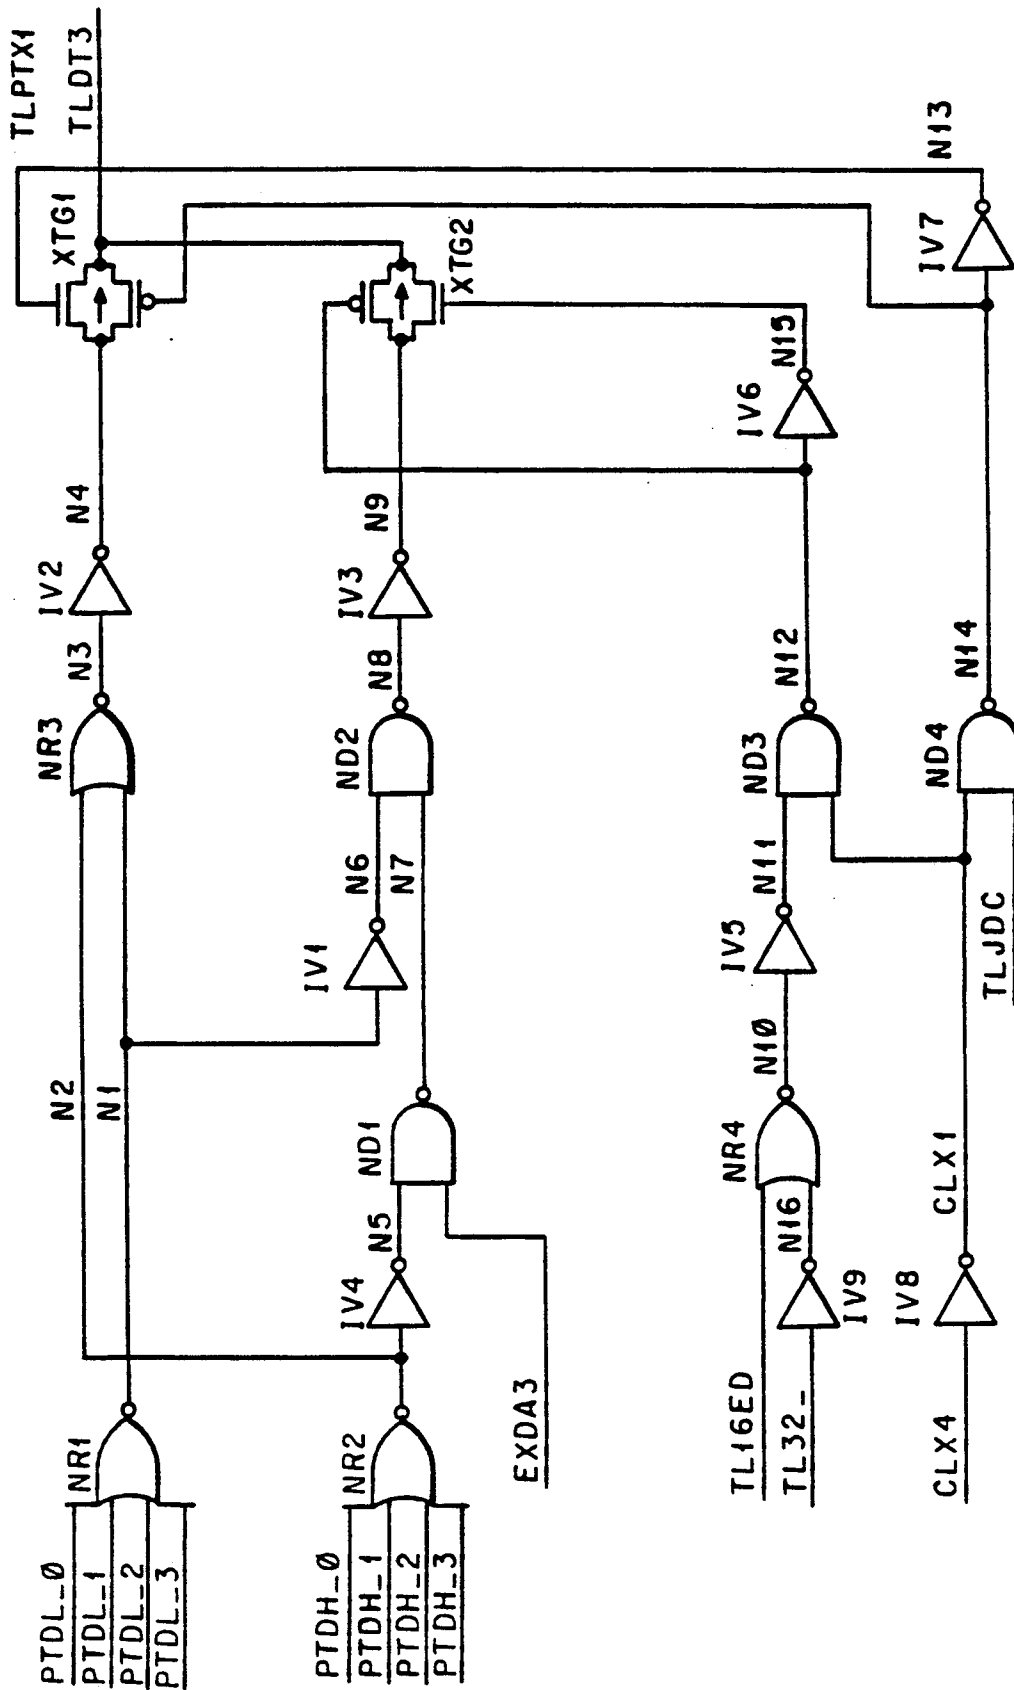 TLPTX1
TLDT3
XTG1
N13
IV7
XTG2
N15
IV6
N4
IV2
N3
NR3
N9
IV3
N8
ND2
N12
ND3
N14
ND4
N6
N7
IV1
N11
IV5
TLJDC
N2
N1
N10
NR4
ND1
N5
IV4
N16
IV9
CLX1
IV8
NR1
NR2
EXDA3
TL16ED
TL32_
CLX4
PTDL_0
PTDL_1
PTDL_2
PTDL_3
PTDH_0
PTDH_1
PTDH_2
PTDH_3